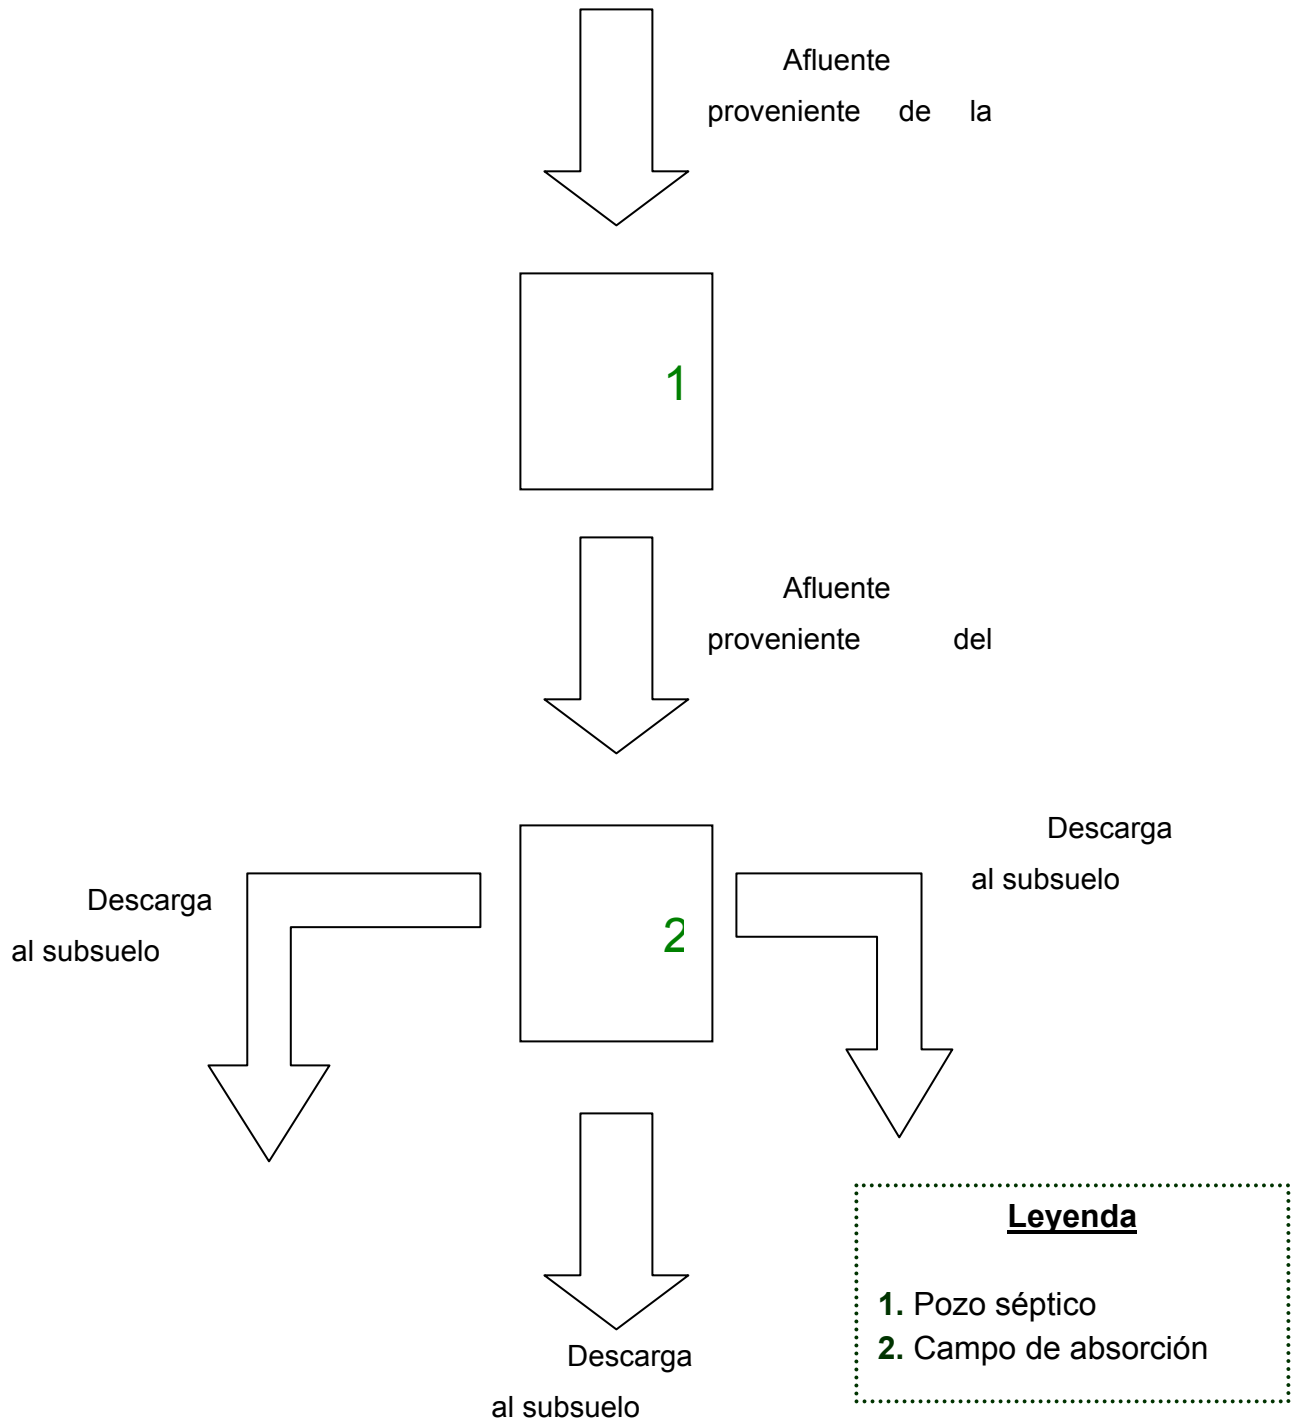 Afluente
proveniente de la
1
Afluente
proveniente del
Descarga
al subsuelo
Descarga
al subsuelo
2
Descarga
al subsuelo
Leyenda
1. Pozo séptico
2. Campo de absorción